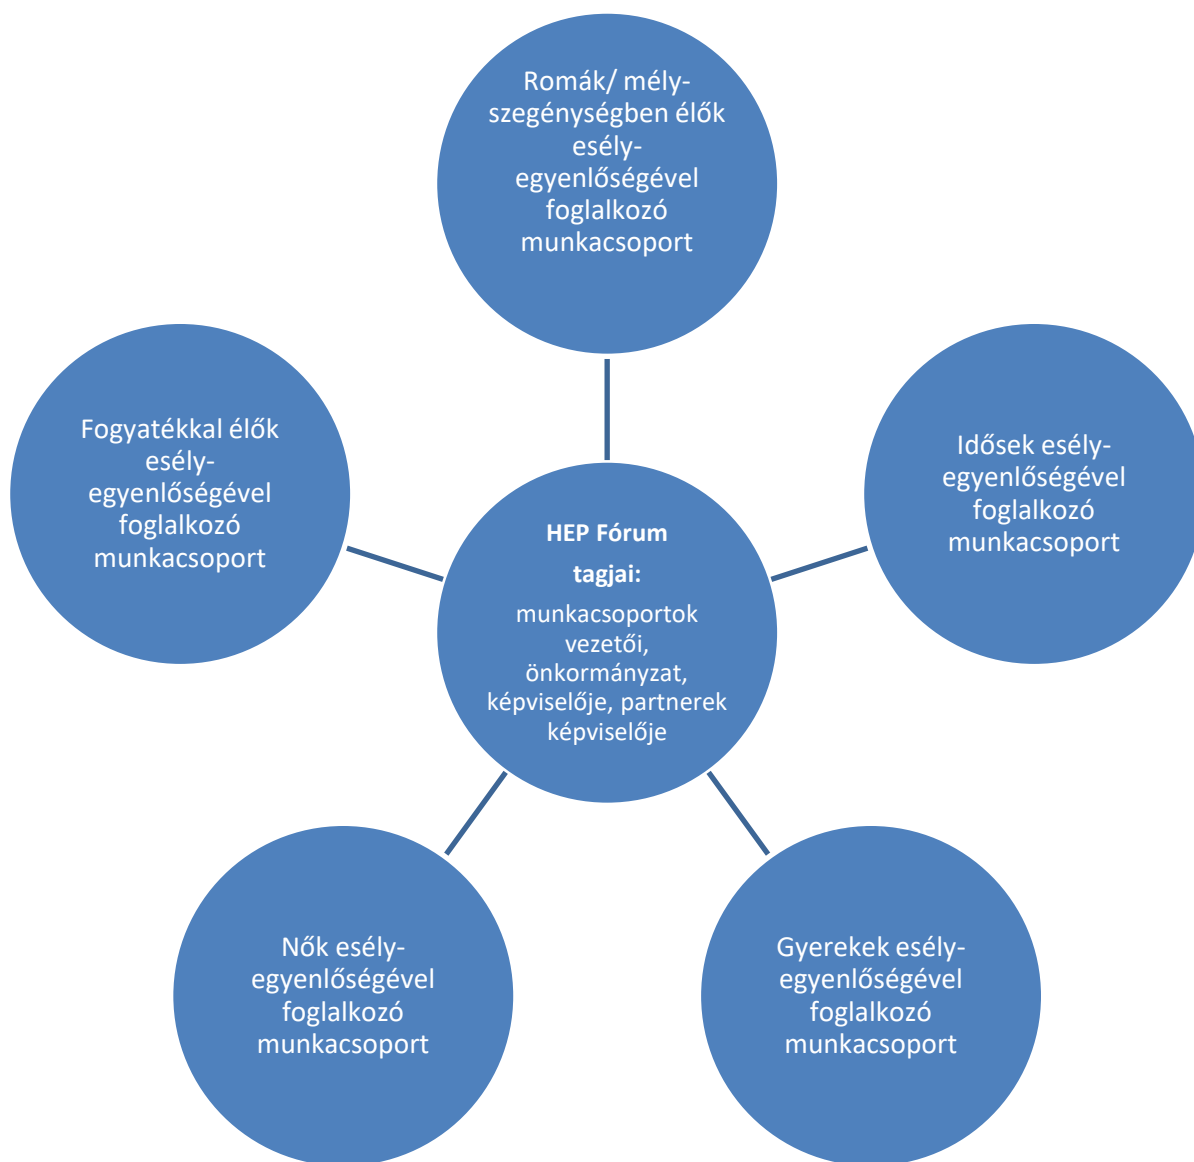 Romák/ mély-
szegénységben élők
esély-
egyenlőségével
foglalkozó
munkacsoport
Fogyatékkal élők
esély-
egyenlőségével
foglalkozó
munkacsoport
Idősek esély-
egyenlőségével
foglalkozó
munkacsoport
HEP Fórum
tagjai:
munkacsoportok
vezetői,
önkormányzat,
képviselője, partnerek
képviselője
Nők esély-
egyenlőségével
foglalkozó
munkacsoport
Gyerekek esély-
egyenlőségével
foglalkozó
munkacsoport